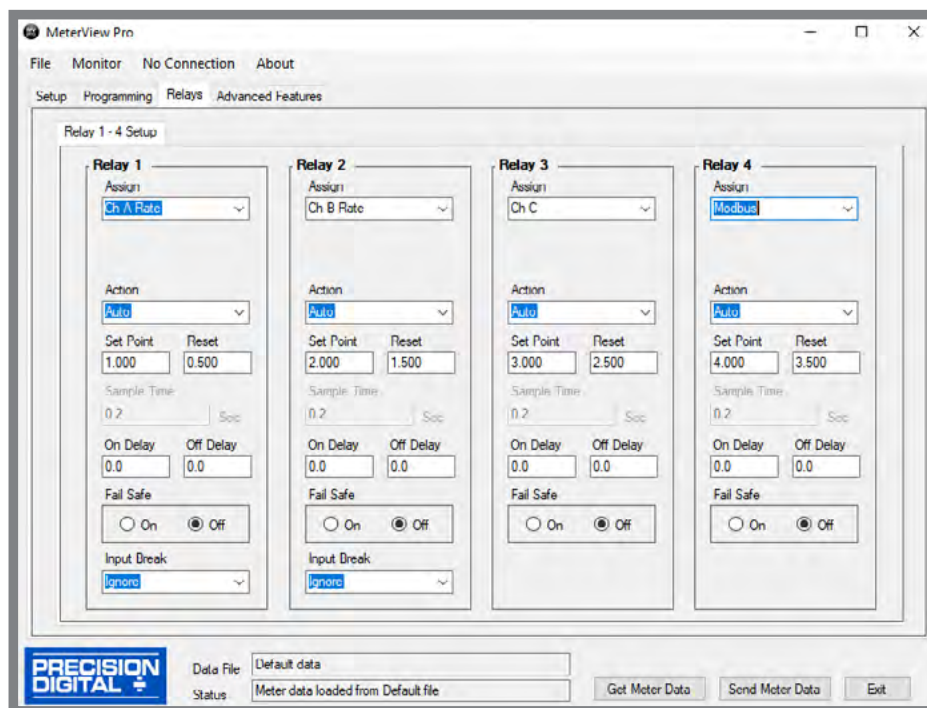 MeterView Pro
File Monitor No Connection About
Setup Programming Relays Advanced Features
Relay 1 - 4 Setup
Relay 1
Assign
Ch A Rate
Action
Auto
Set Point Reset
1.000 0.500
Sample Time
0.2 Sec
On Delay Off Delay
0.0 0.0
Fail Safe
On Off
Input Break
Ignore
Relay 2
Assign
Ch B Rate
Action
Auto
Set Point Reset
2.000 1.500
Sample Time
0.2 Sec
On Delay Off Delay
0.0 0.0
Fail Safe
On Off
Input Break
Ignore
Relay 3
Assign
Ch C
Action
Auto
Set Point Reset
3.000 2.500
Sample Time
0.2 Sec
On Delay Off Delay
0.0 0.0
Fail Safe
On Off
Relay 4
Assign
Modbus
Action
Auto
Set Point Reset
4.000 3.500
Sample Time
0.2 Sec
On Delay Off Delay
0.0 0.0
Fail Safe
On Off
PRECISION
DIGITAL
Data File Default data
Status Meter data loaded from Default file
Get Meter Data Send Meter Data Exit